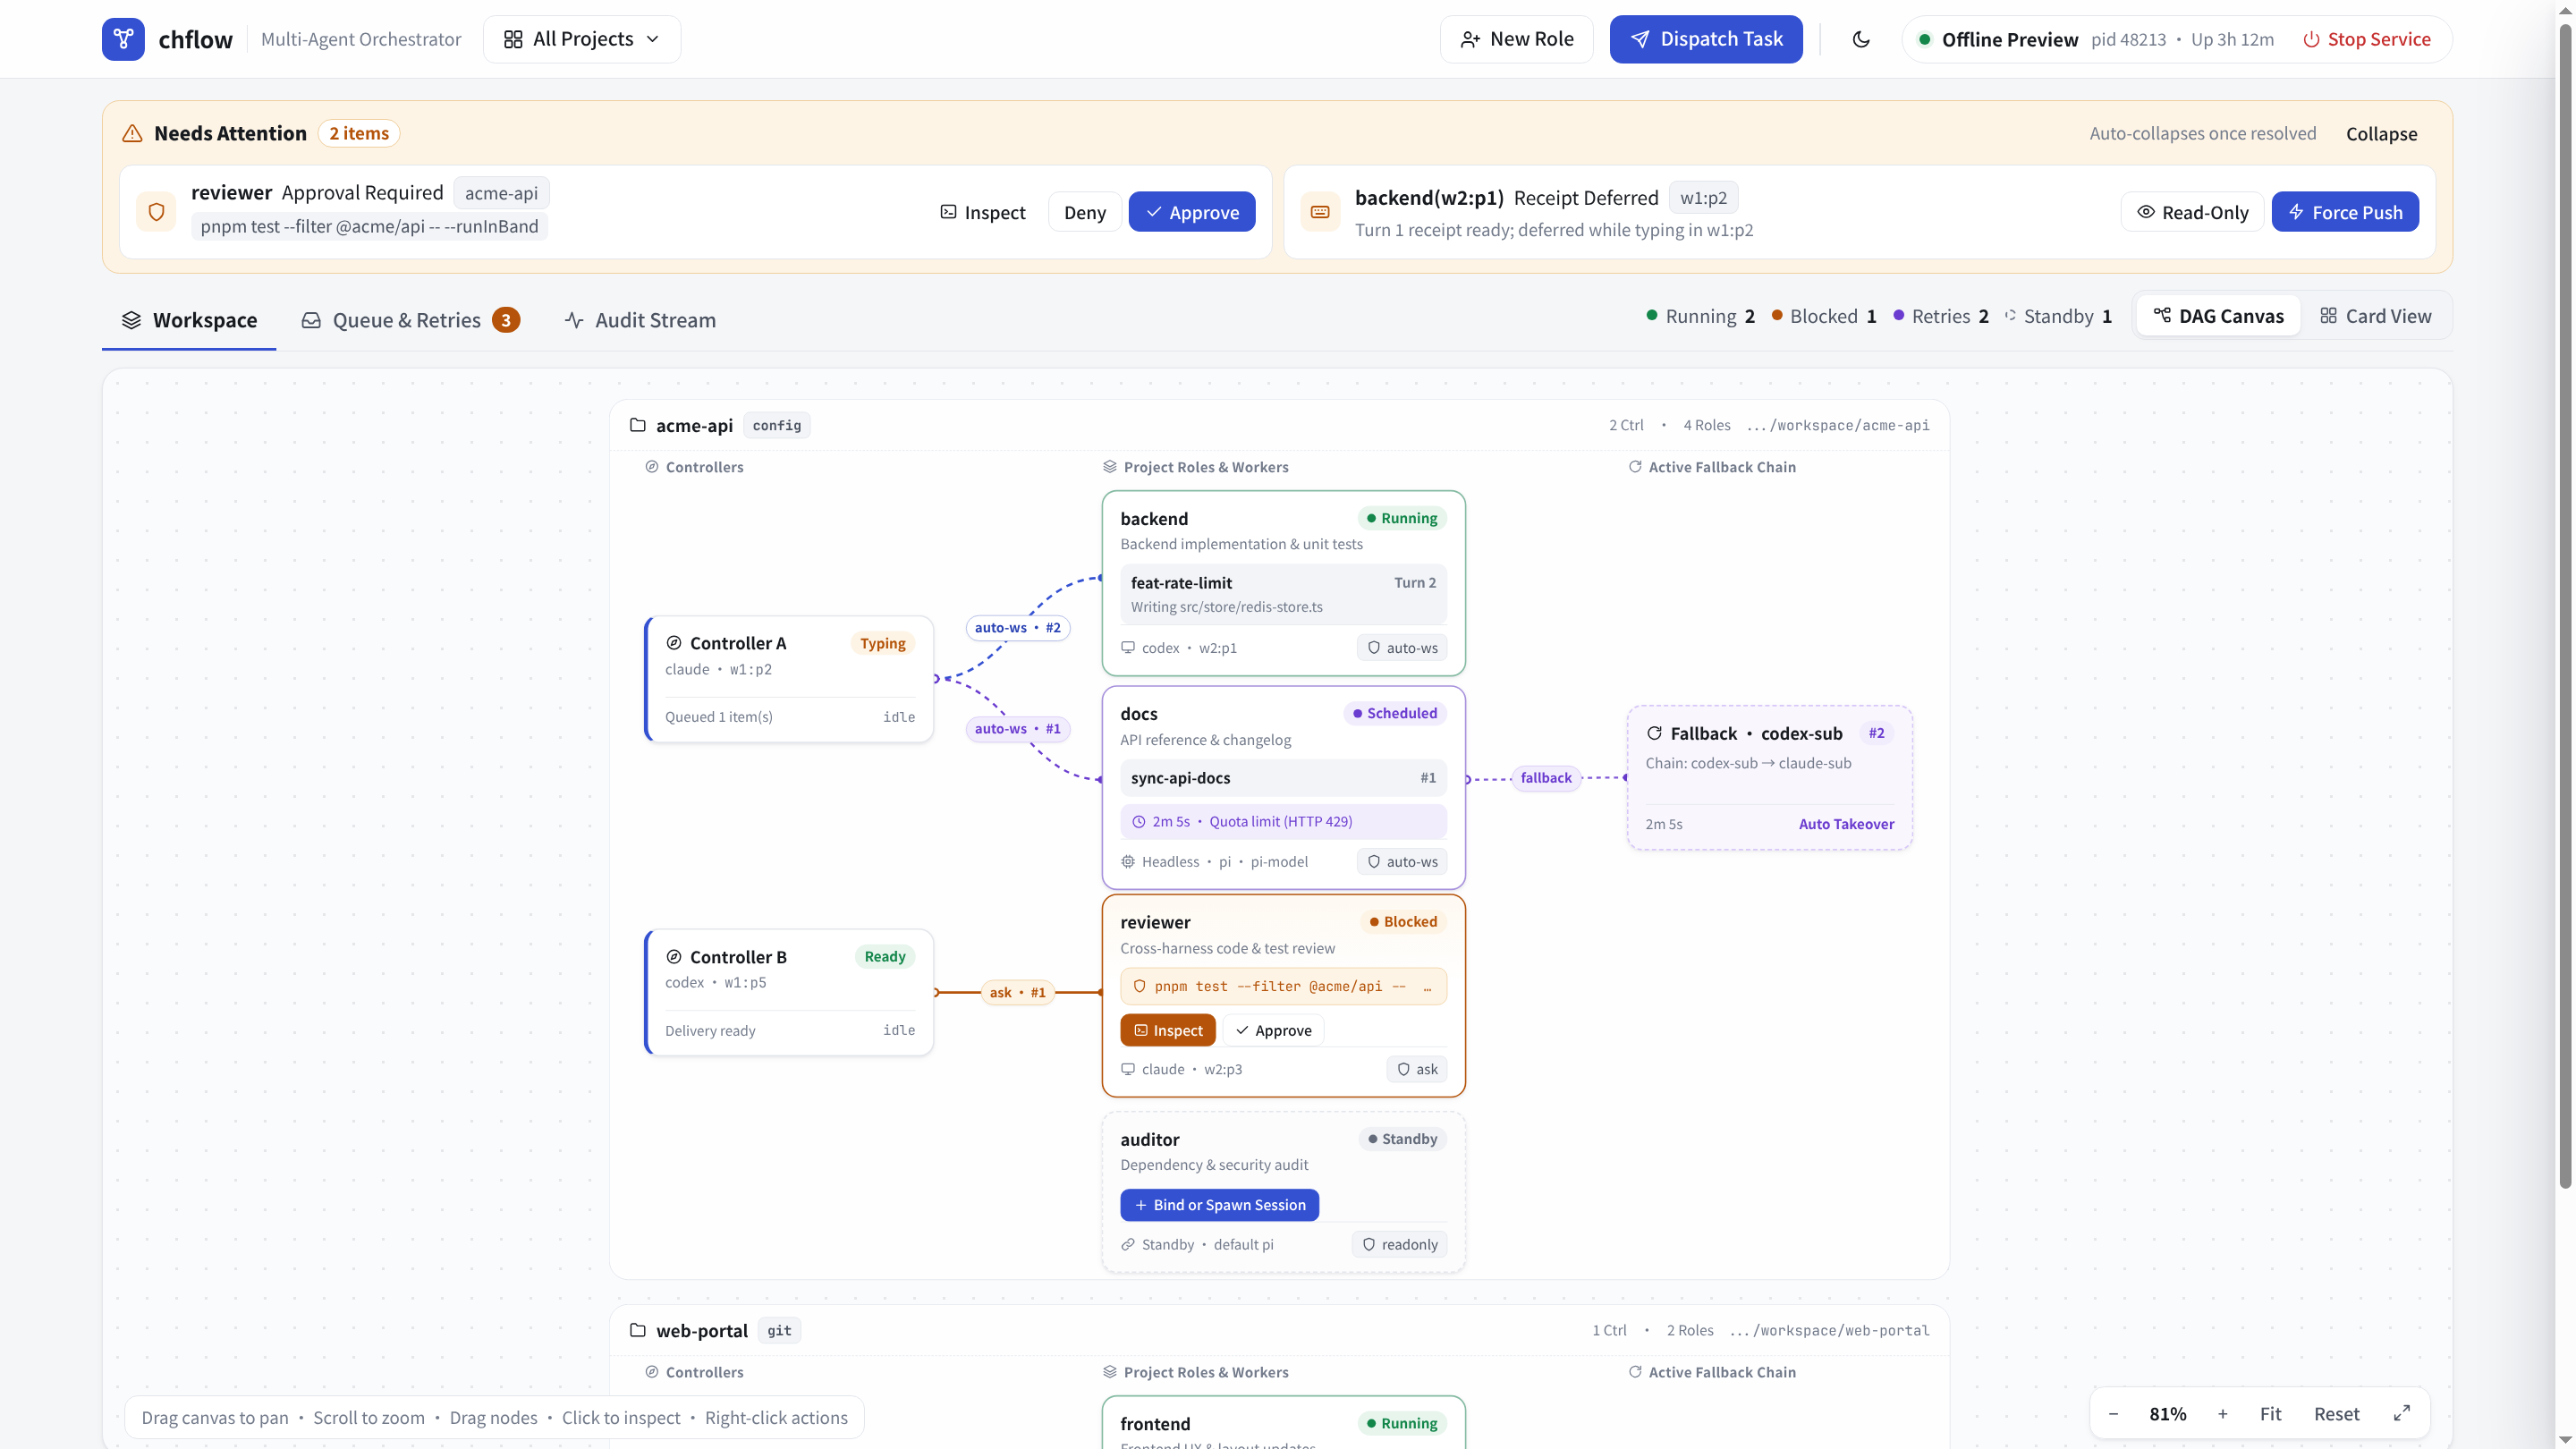 chflow Multi-Agent Orchestrator All Projects New Role Dispatch Task Offline Preview pid 48213 • Up 3h 12m Stop Service
Needs Attention 2 items Auto-collapses once resolved Collapse
reviewer Approval Required acme-api
pnpm test --filter @acme/api -- --runInBand
Inspect Deny Approve
backend(w2:p1) Receipt Deferred w1:p2
Turn 1 receipt ready; deferred while typing in w1:p2
Read-Only Force Push
Workspace Queue & Retries 3 Audit Stream Running 2 Blocked 1 Retries 2 Standby 1 DAG Canvas Card View
acme-api config 2 Ctrl • 4 Roles .../workspace/acme-api
Controllers Project Roles & Workers Active Fallback Chain
Controller A Typing
claude • w1:p2
Queued 1 item(s) idle
auto-ws • #2
auto-ws • #1
backend Running
Backend implementation & unit tests
feat-rate-limit Turn 2
Writing src/store/redis-store.ts
codex • w2:p1 auto-ws
docs Scheduled
API reference & changelog
sync-api-docs #1
2m 5s • Quota limit (HTTP 429)
Headless • pi • pi-model auto-ws
fallback
Fallback • codex-sub #2
Chain: codex-sub → claude-sub
2m 5s Auto Takeover
Controller B Ready
codex • w1:p5
Delivery ready idle
ask • #1
reviewer Blocked
Cross-harness code & test review
pnpm test --filter @acme/api -- …
Inspect Approve
claude • w2:p3 ask
auditor Standby
Dependency & security audit
+ Bind or Spawn Session
Standby • default pi readonly
web-portal git 1 Ctrl • 2 Roles .../workspace/web-portal
Controllers Project Roles & Workers Active Fallback Chain
frontend Running
Frontend UX & layout updates
Drag canvas to pan • Scroll to zoom • Drag nodes • Click to inspect • Right-click actions
− 81% + Fit Reset